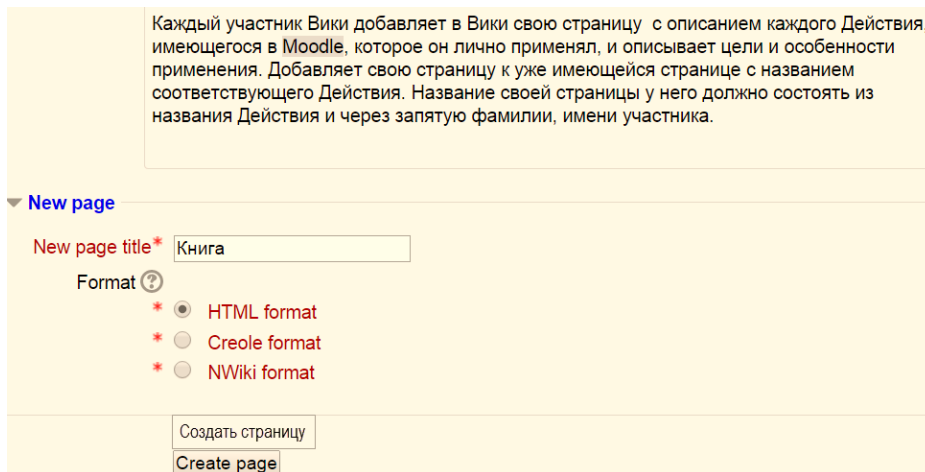 Каждый участник Вики добавляет в Вики свою страницу с описанием каждого Действия,
имеющегося в Moodle, которое он лично применял, и описывает цели и особенности
применения. Добавляет свою страницу к уже имеющейся странице с названием
соответствующего Действия. Название своей страницы у него должно состоять из
названия Действия и через запятую фамилии, имени участника.
New page
New page title* Книга
Format ?
* HTML format
* Creole format
* NWiki format
Создать страницу
Create page